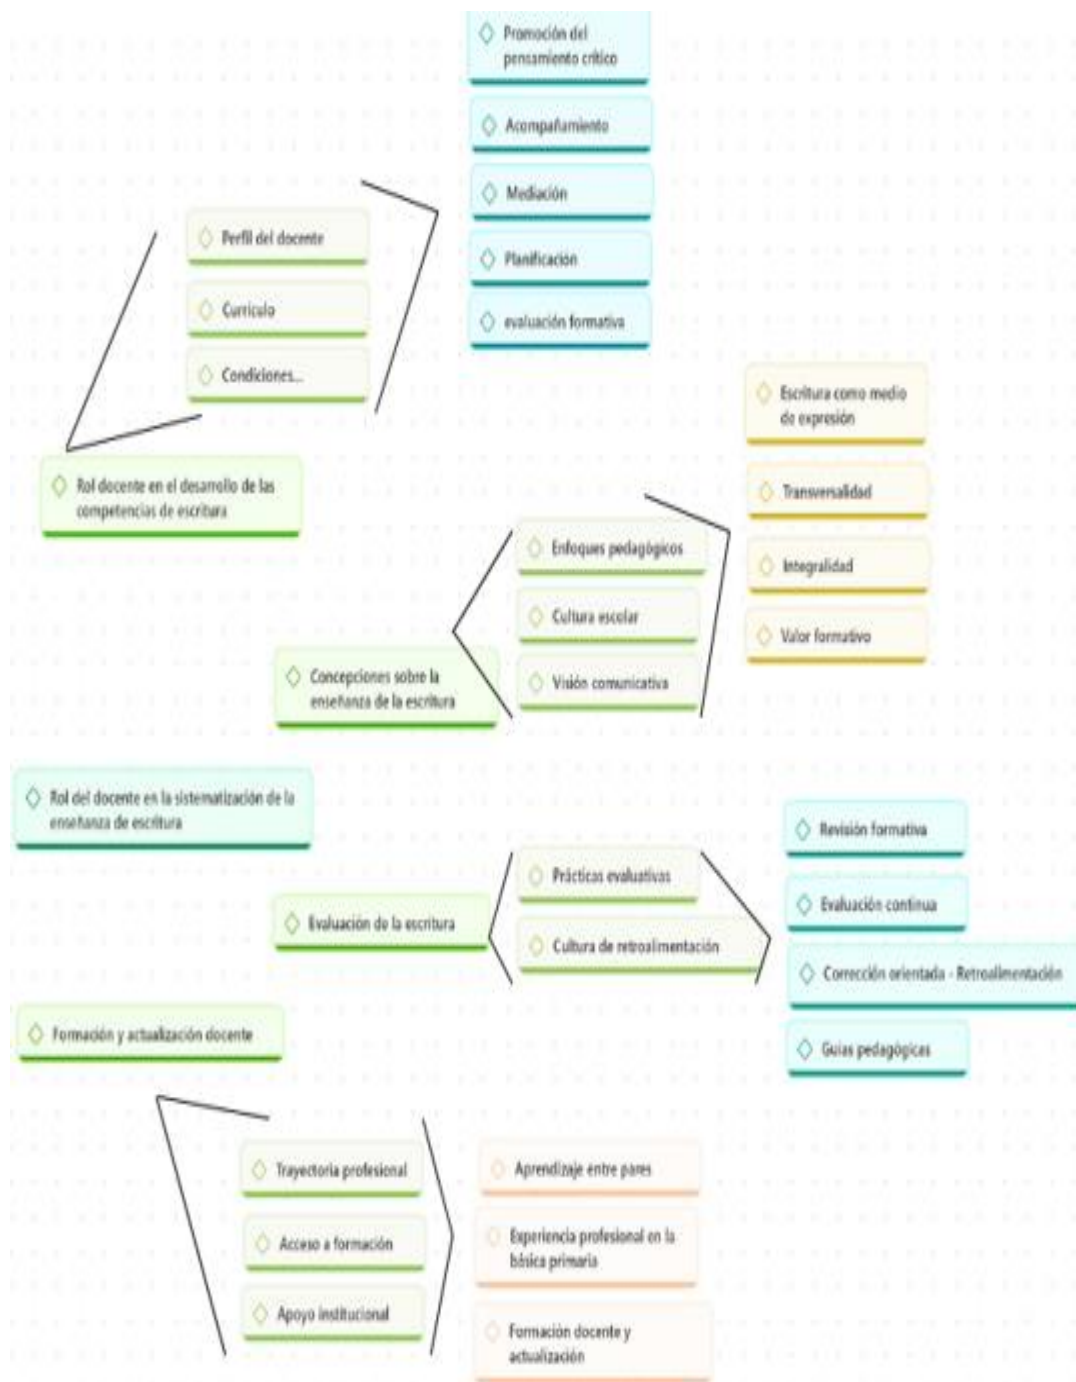 Promoción del
pensamiento crítico
Acompañamiento
Mediación
Planificación
evaluación formativa
Perfil del docente
Currículo
Condiciones...
Rol docente en el desarrollo de las
competencias de escritura
Escritura como medio
de expresión
Transversalidad
Integralidad
Valor formativo
Enfoques pedagógicos
Cultura escolar
Visión comunicativa
Concepciones sobre la
enseñanza de la escritura
Rol del docente en la sistematización de la
enseñanza de escritura
Revisión formativa
Evaluación continua
Corrección orientada - Retroalimentación
Guías pedagógicas
Prácticas evaluativas
Cultura de retroalimentación
Evaluación de la escritura
Formación y actualización docente
Trayectoria profesional
Acceso a formación
Apoyo institucional
Aprendizaje entre pares
Experiencia profesional en la
básica primaria
Formación docente y
actualización